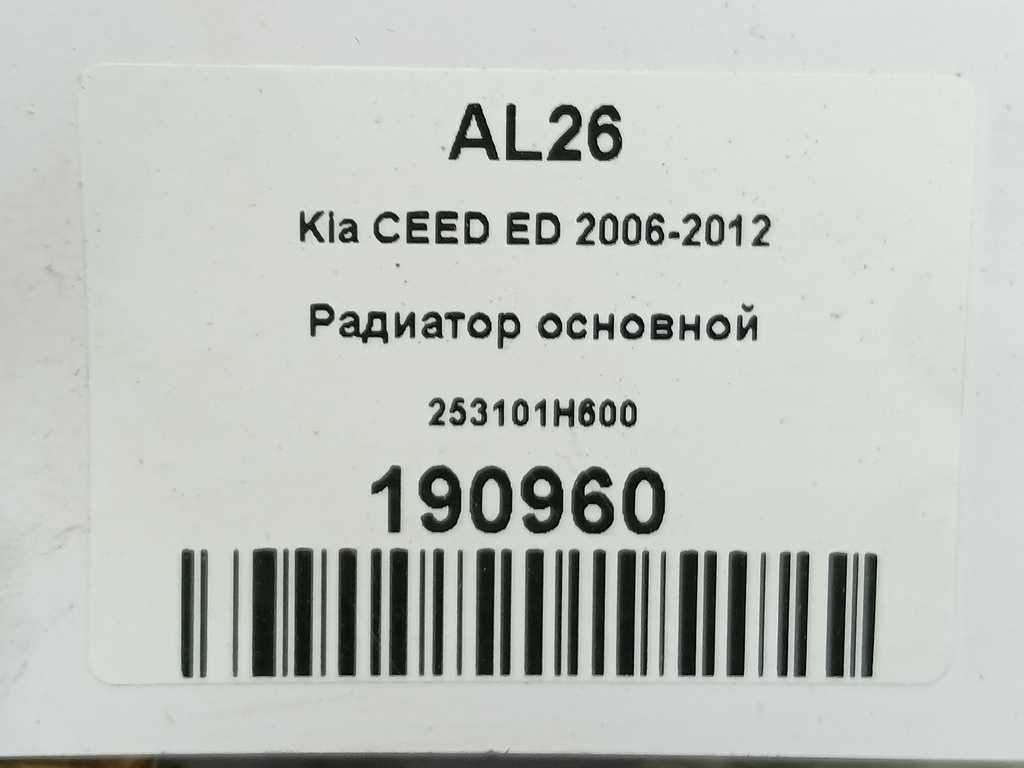 AL26
Kia CEED ED 2006-2012
Радиатор основной
253101H600
190960